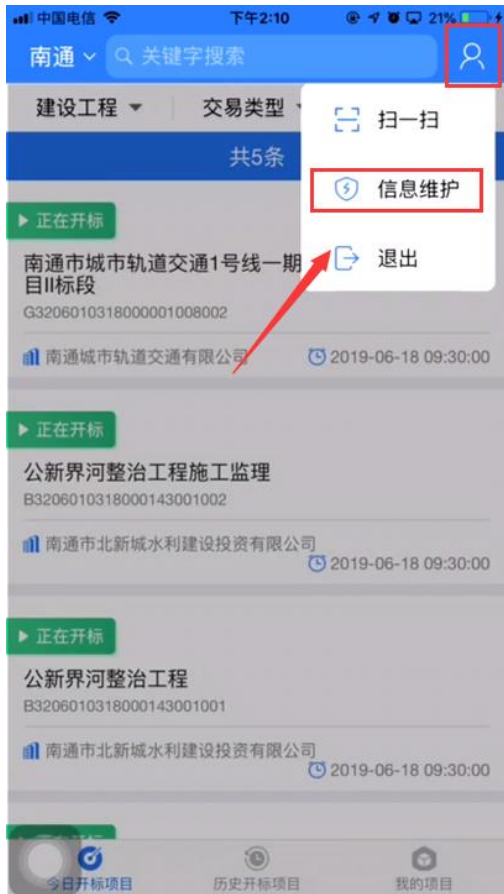 中国电信 下午2:10 21%
南通 关键字搜索
建设工程 交易类型
扫一扫
共5条
信息维护
正在开标
退出
南通市城市轨道交通1号线一期
目II标段
G3206010318000001008002
南通城市轨道交通有限公司 2019-06-18 09:30:00
正在开标
公新界河整治工程施工监理
B3206010318000143001002
南通市北新城水利建设投资有限公司
2019-06-18 09:30:00
正在开标
公新界河整治工程
B3206010318000143001001
南通市北新城水利建设投资有限公司
2019-06-18 09:30:00
今日开标项目 历史开标项目 我的项目